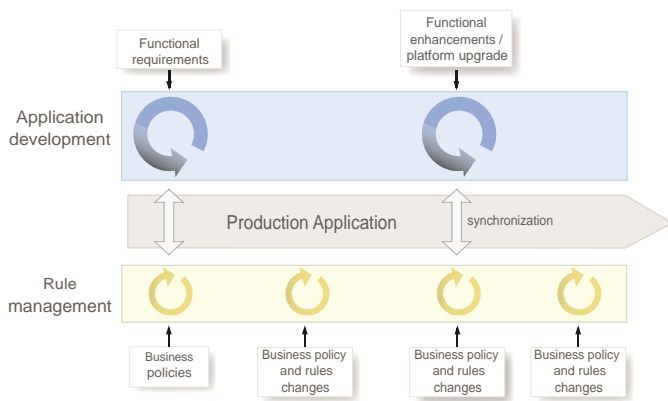 Functional
requirements
Functional
enhancements /
platform upgrade
Application
development
Production Application
synchronization
Rule
management
Business
policies
Business policy
and rules
changes
Business policy
and rules
changes
Business policy
and rules
changes